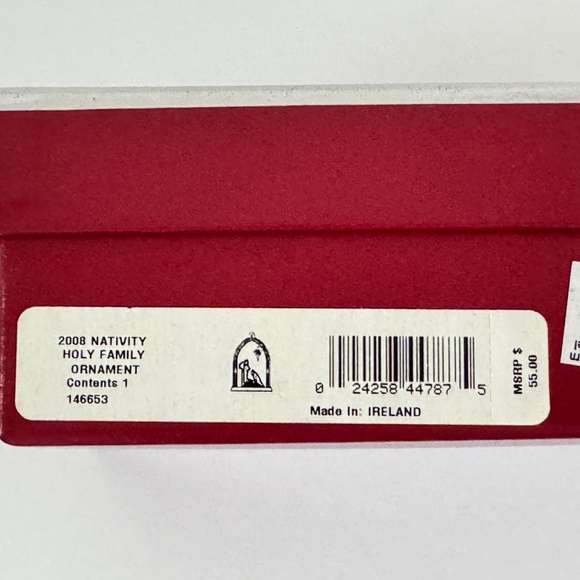 2008 NATIVITY
HOLY FAMILY
ORNAMENT
Contents 1
146653
0 24258 44787 5
Made In: IRELAND
MSRP $
55.00